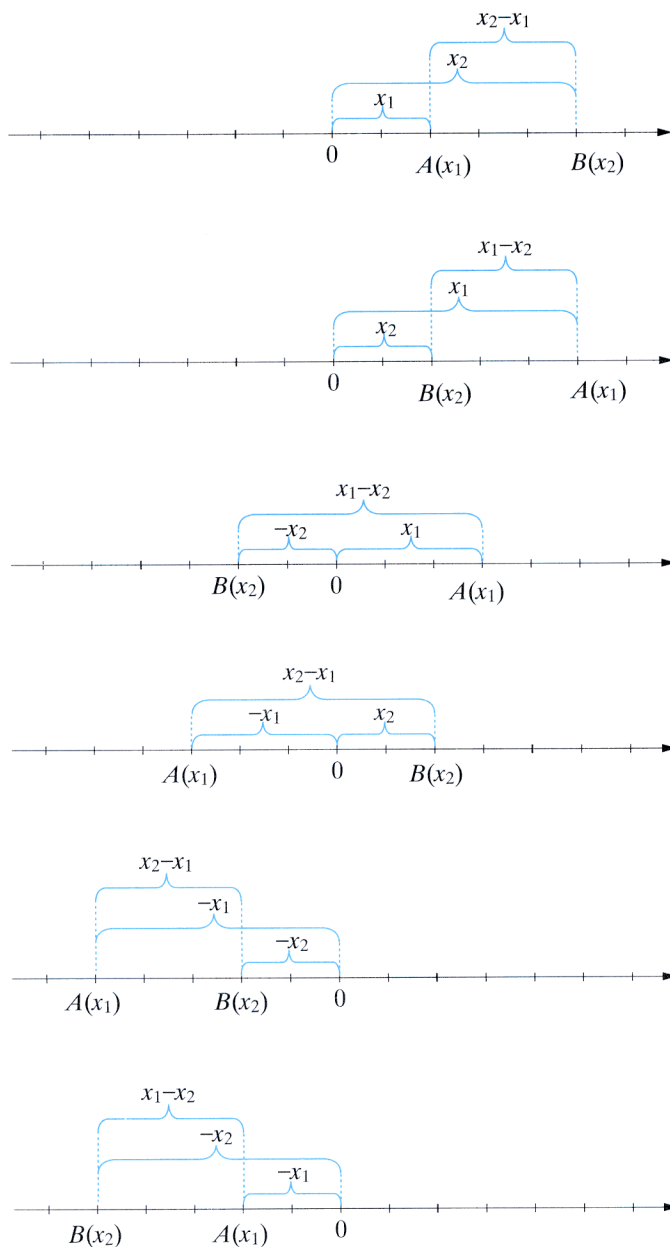 x₂–x₁
x₂
x₁
0 A(x₁) B(x₂)
x₁–x₂
x₁
x₂
0 B(x₂) A(x₁)
x₁–x₂
–x₂ x₁
B(x₂) 0 A(x₁)
x₂–x₁
–x₁ x₂
A(x₁) 0 B(x₂)
x₂–x₁
–x₁
–x₂
A(x₁) B(x₂) 0
x₁–x₂
–x₂
–x₁
B(x₂) A(x₁) 0